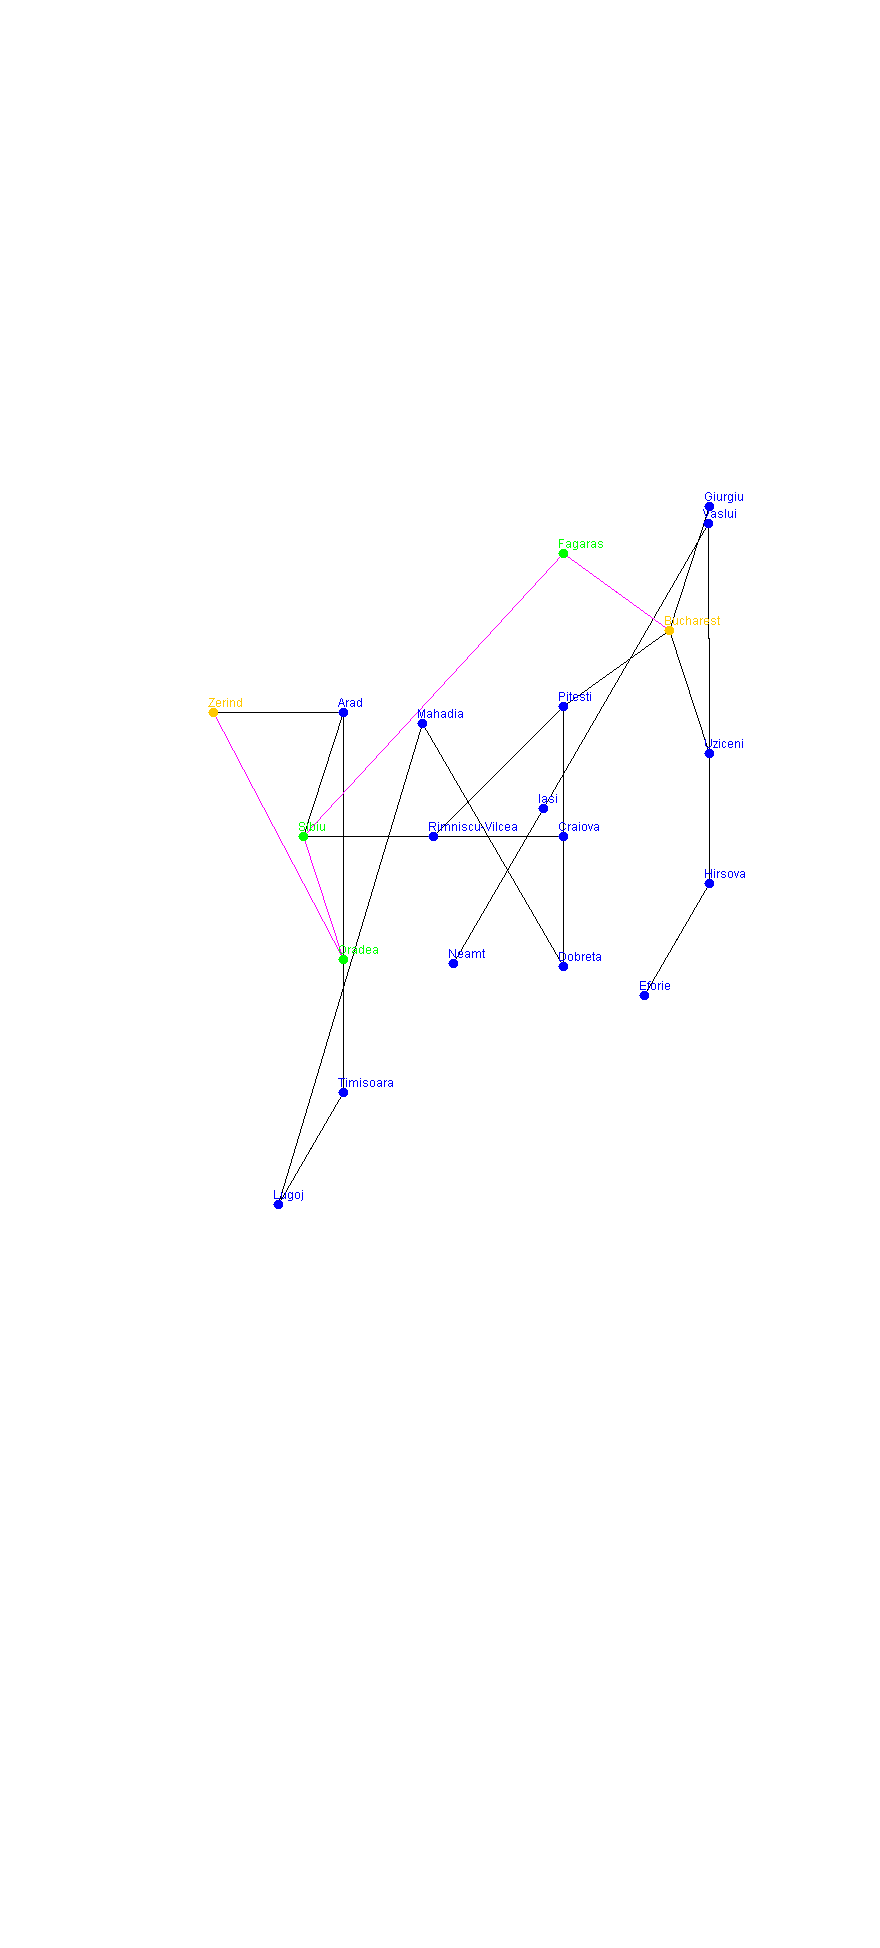 Giurgiu
Vaslui
Fagaras
Bucharest
Zerind
Arad
Pitesti
Mahadia
Uziceni
Iasi
Sibiu
Rimniscu-Vilcea
Craiova
Hirsova
Oradea
Neamt
Dobreta
Eforie
Timisoara
Lugoj